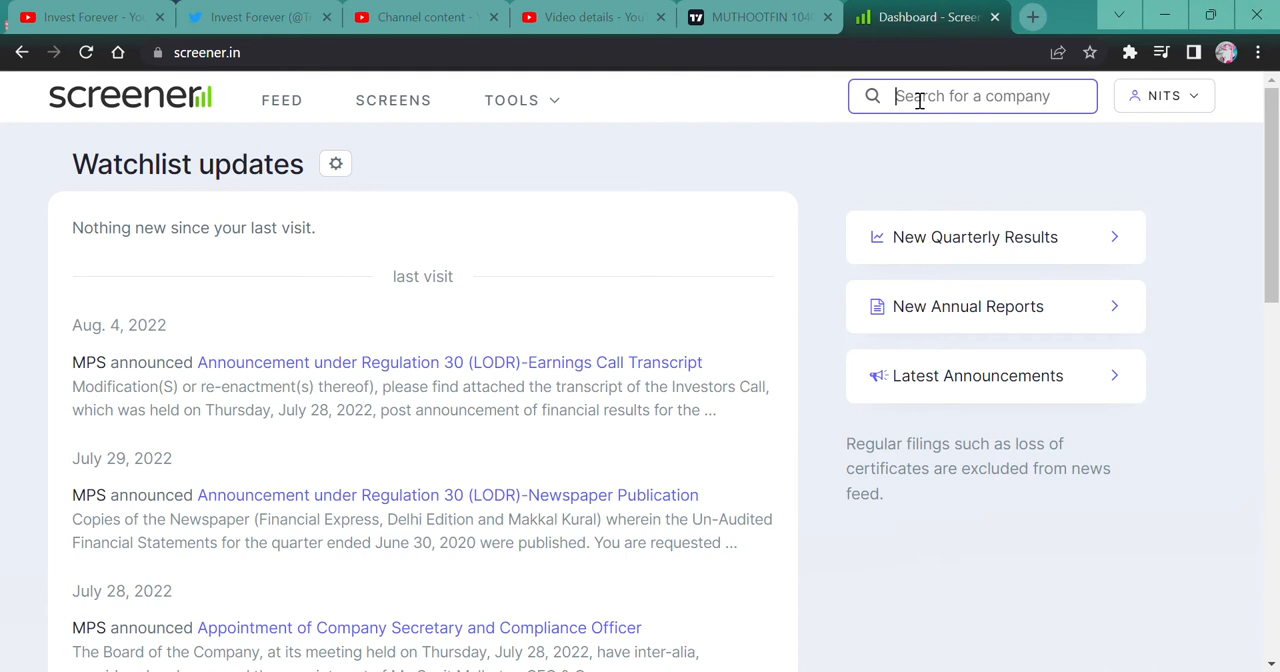 Invest Forever - Yo
Invest Forever (@T
Channel content -
Video details - You
MUTHOOTFIN 104
Dashboard - Screen
screener.in
screener
FEED
SCREENS
TOOLS
Search for a company
NITS
Watchlist updates
Nothing new since your last visit.
last visit
Aug. 4, 2022
MPS announced Announcement under Regulation 30 (LODR)-Earnings Call Transcript
Modification(S) or re-enactment(s) thereof), please find attached the transcript of the Investors Call,
which was held on Thursday, July 28, 2022, post announcement of financial results for the ...
July 29, 2022
MPS announced Announcement under Regulation 30 (LODR)-Newspaper Publication
Copies of the Newspaper (Financial Express, Delhi Edition and Makkal Kural) wherein the Un-Audited
Financial Statements for the quarter ended June 30, 2020 were published. You are requested ...
July 28, 2022
MPS announced Appointment of Company Secretary and Compliance Officer
The Board of the Company, at its meeting held on Thursday, July 28, 2022, have inter-alia,
New Quarterly Results
New Annual Reports
Latest Announcements
Regular filings such as loss of
certificates are excluded from news
feed.